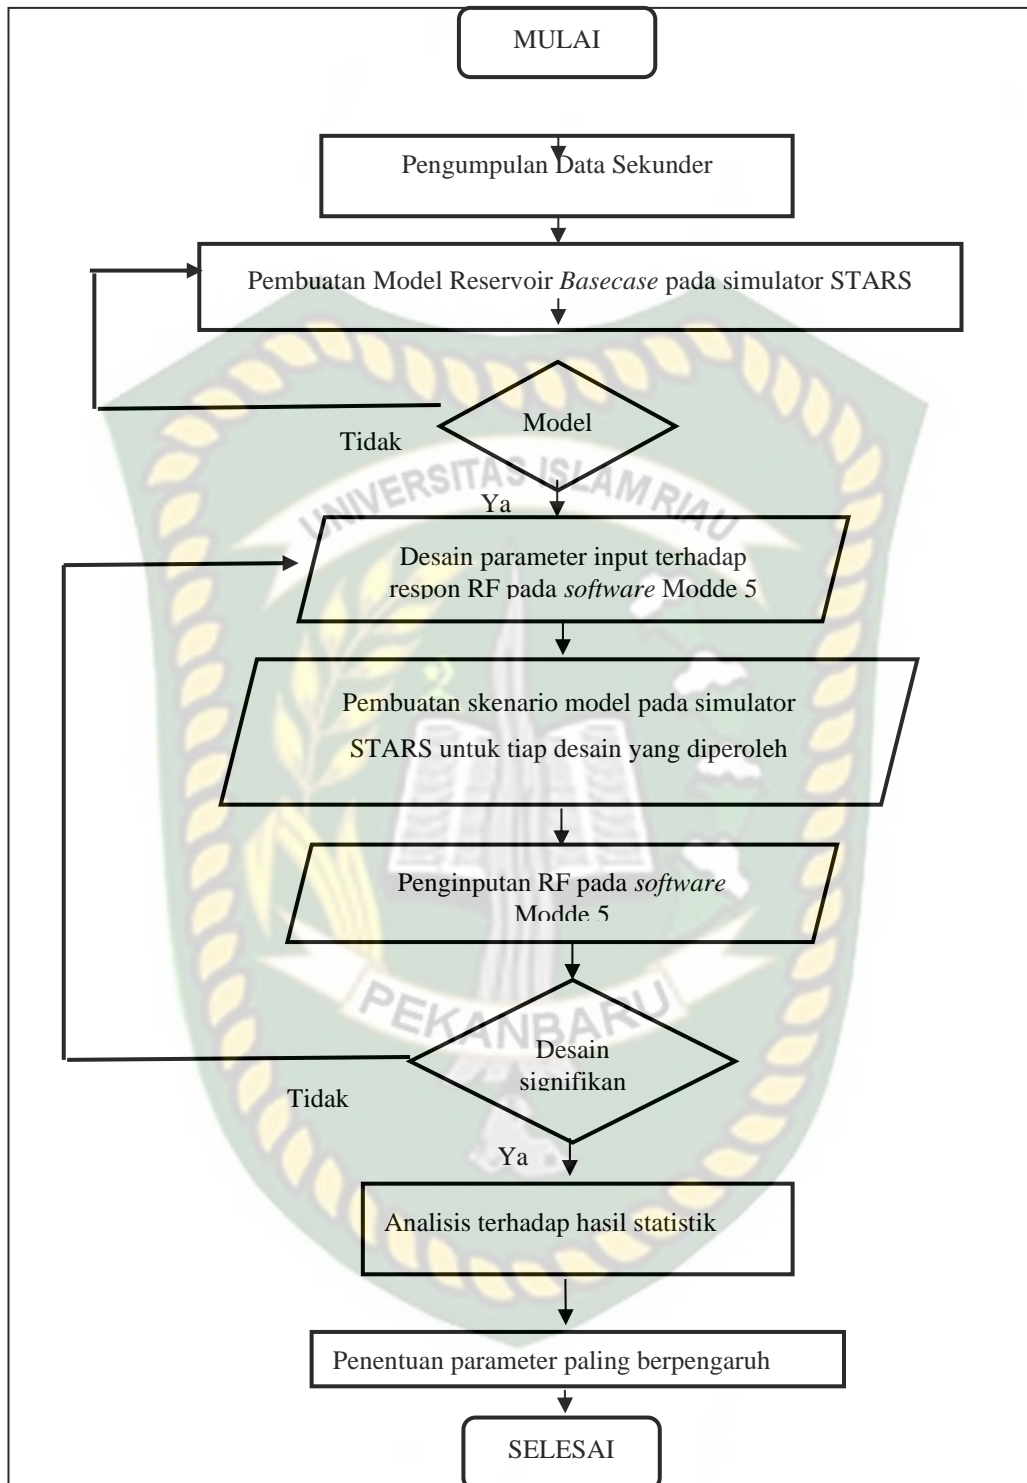 MULAI
Pengumpulan Data Sekunder
Pembuatan Model Reservoir Basecase pada simulator STARS
Model
Tidak
Ya
UNIVERSITAS ISLAM RIAU
Desain parameter input terhadap
respon RF pada software Modde 5
Pembuatan skenario model pada simulator
STARS untuk tiap desain yang diperoleh
Penginputan RF pada software
Modde 5
PEKANBARU
Desain
signifikan
Tidak
Ya
Analisis terhadap hasil statistik
Penentuan parameter paling berpengaruh
SELESAI